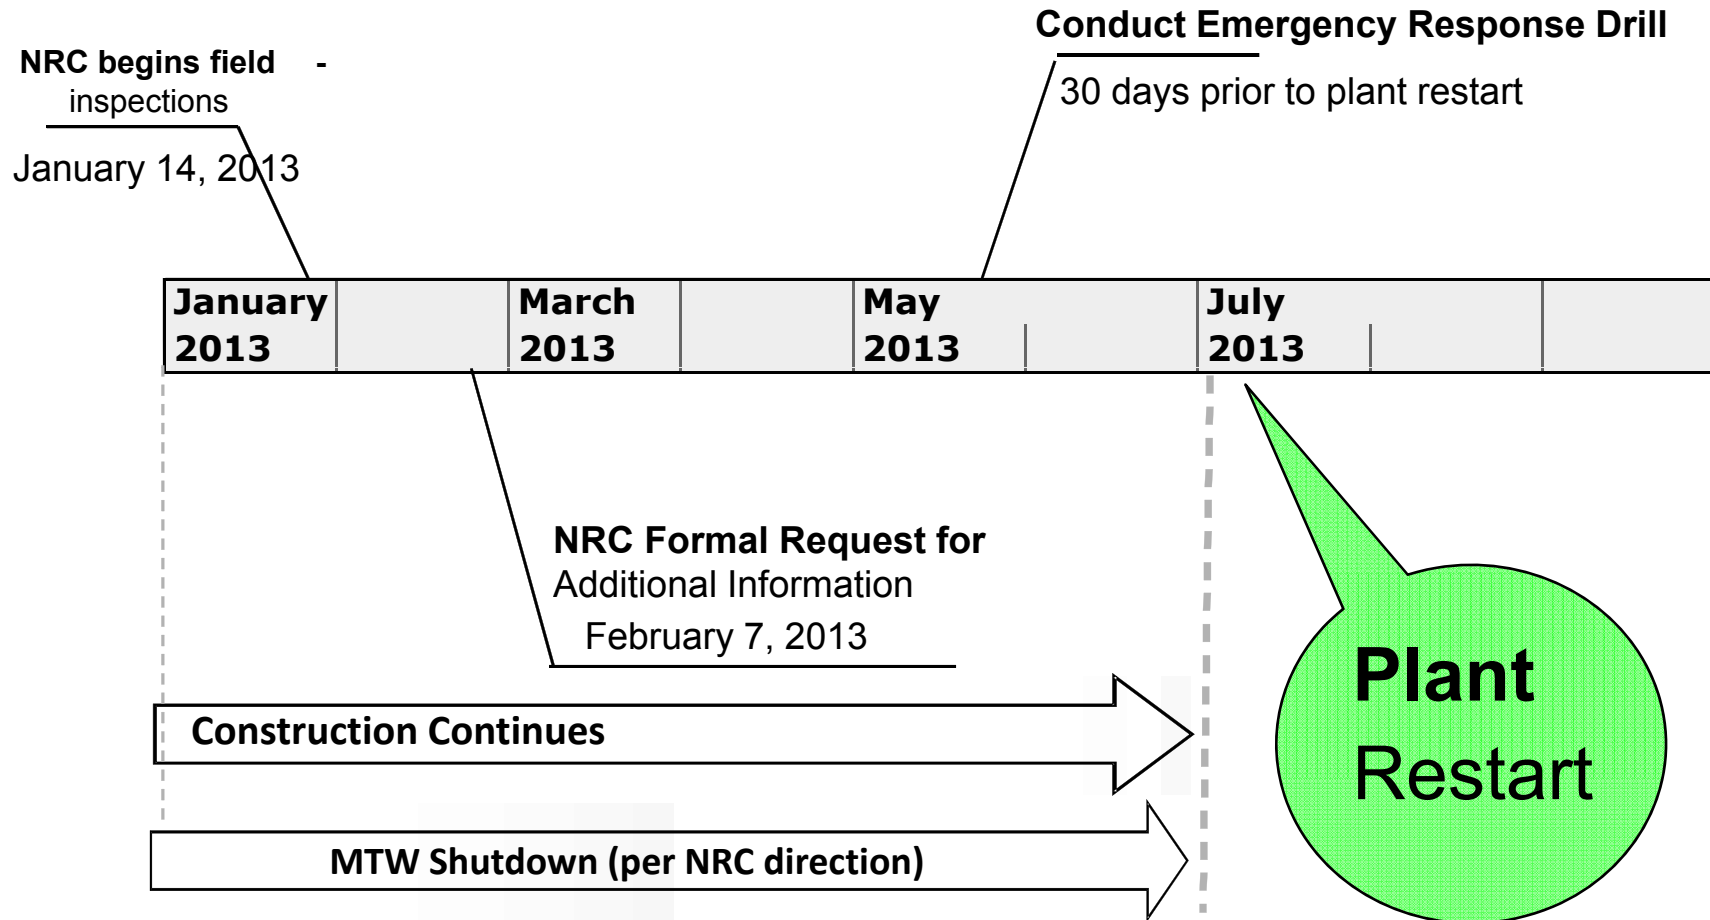 Conduct Emergency Response Drill
30 days prior to plant restart
NRC begins field -
inspections
January 14, 2013
January
2013
March
2013
May
2013
July
2013
NRC Formal Request for
Additional Information
February 7, 2013
Construction Continues
MTW Shutdown (per NRC direction)
Plant
Restart